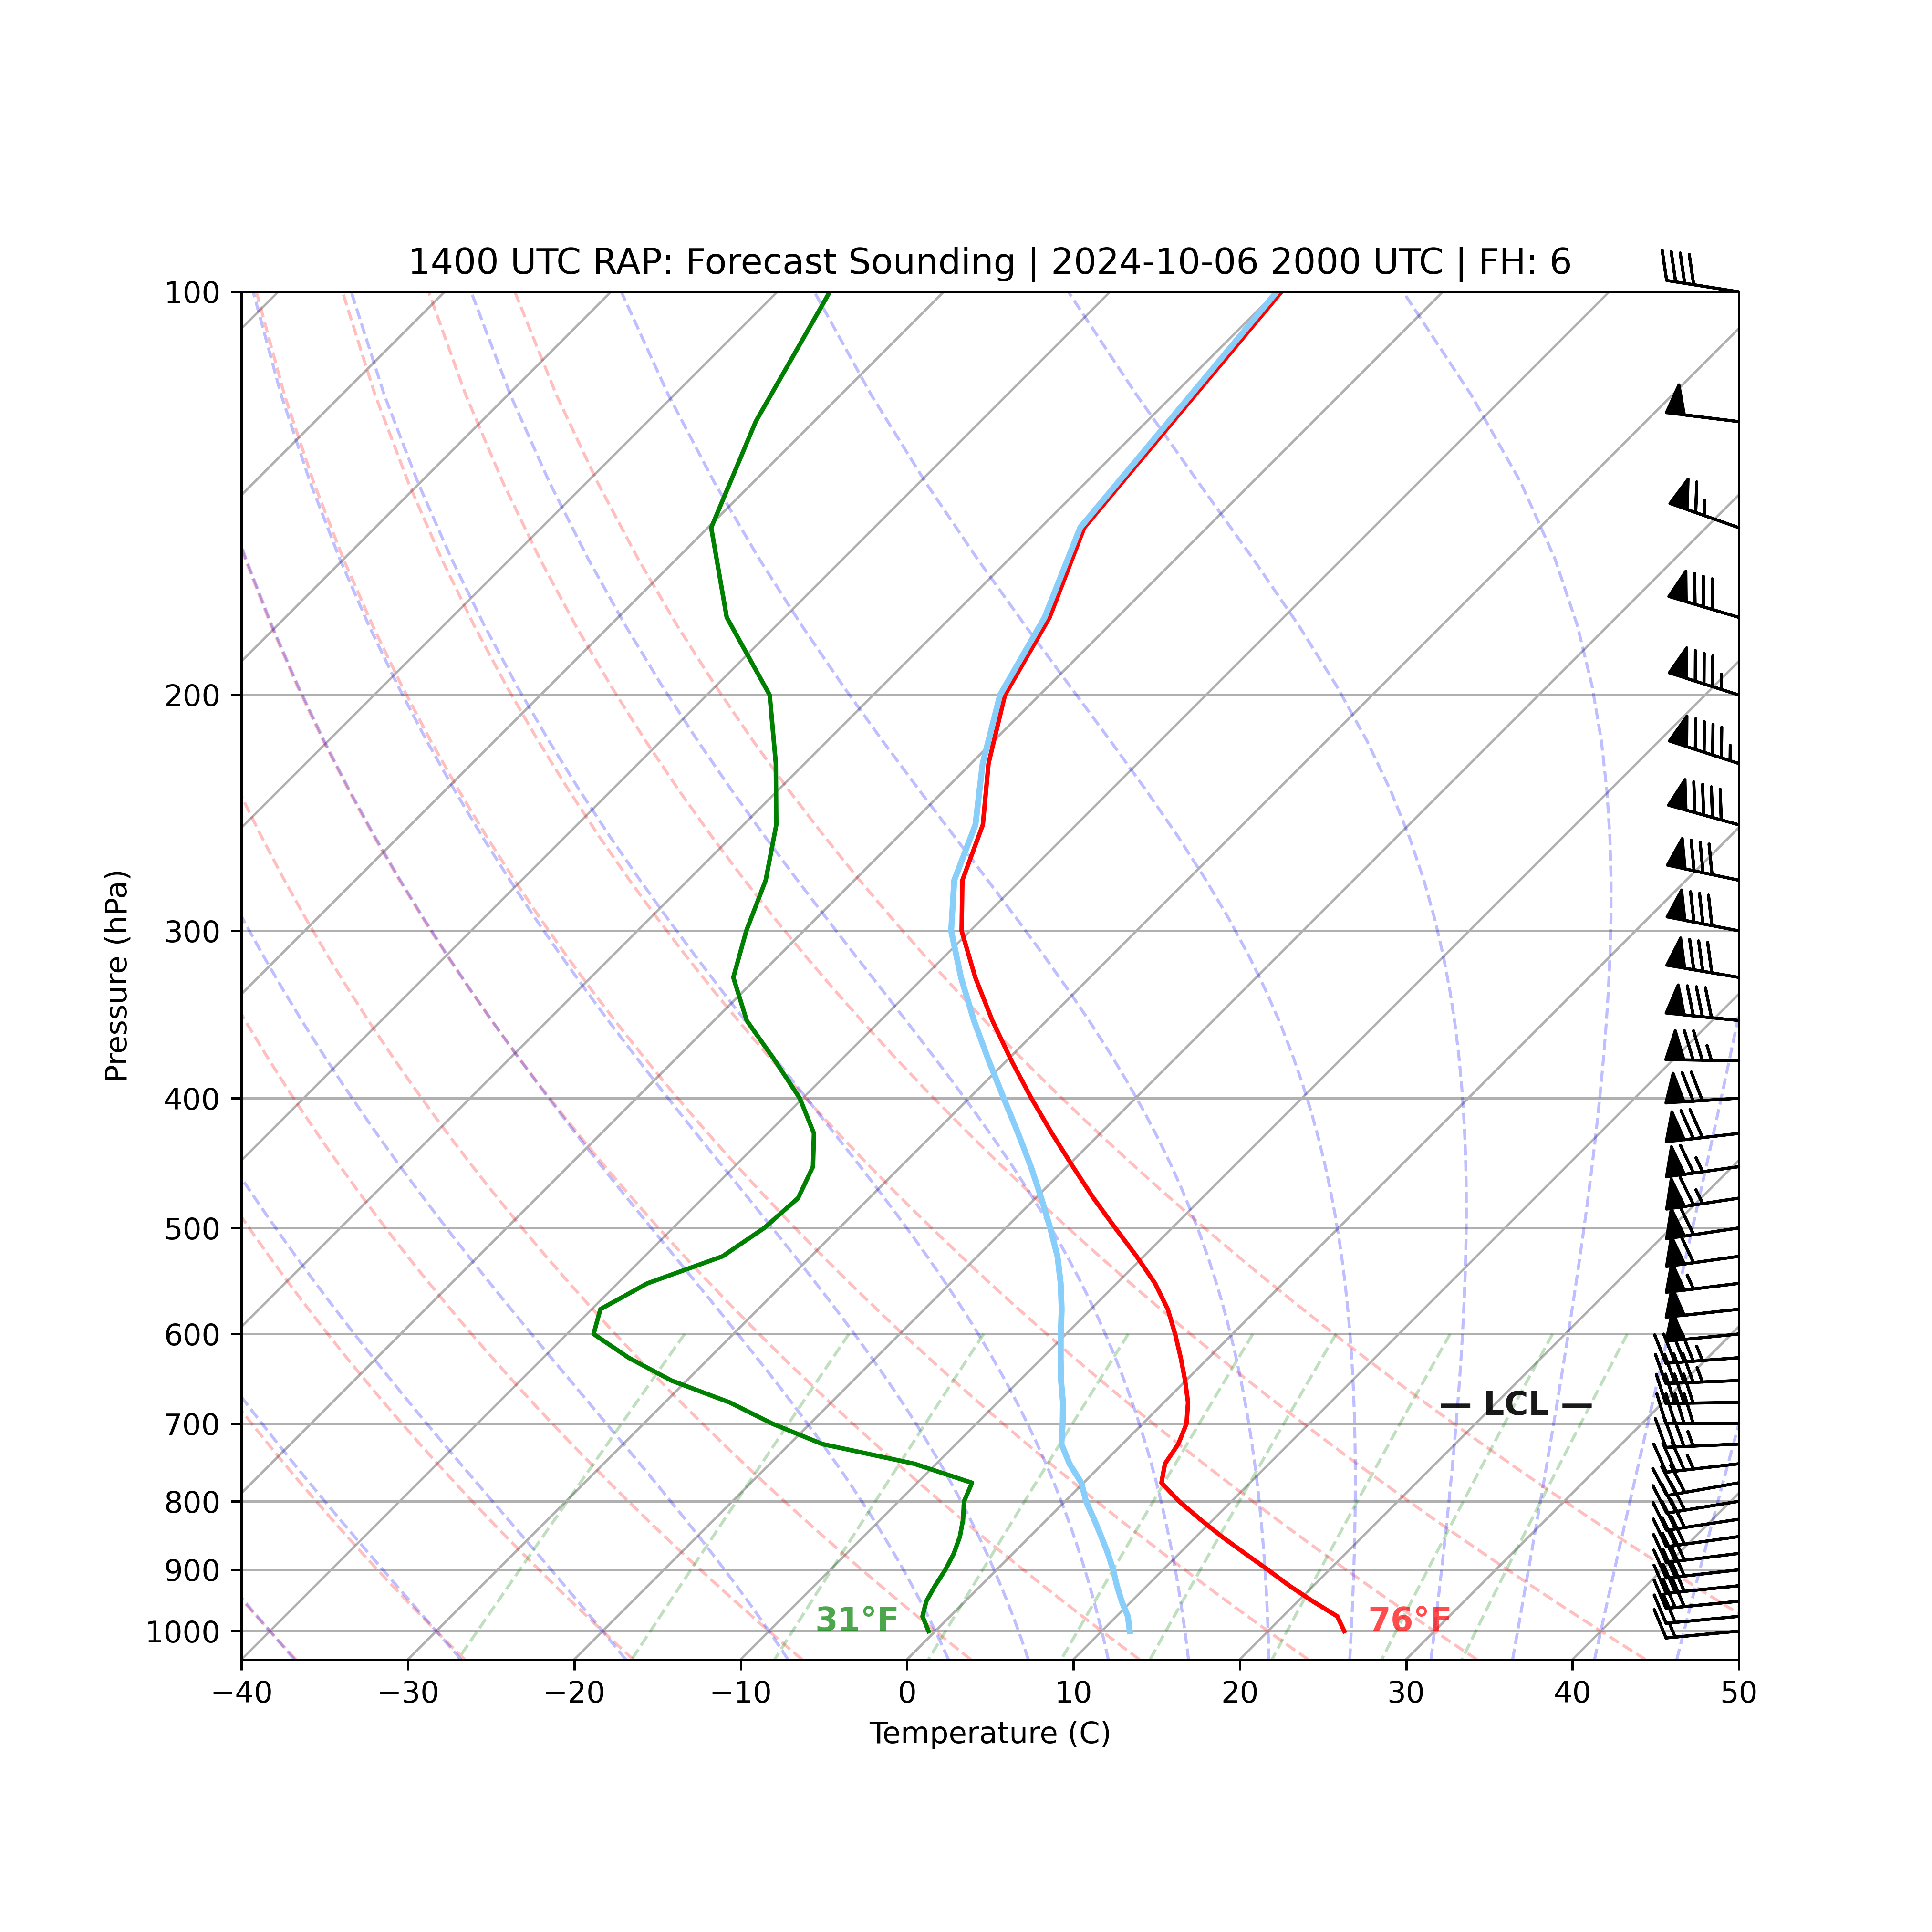 1400 UTC RAP: Forecast Sounding | 2024-10-06 2000 UTC | FH: 6
100
200
300
400
500
600
700
800
900
1000
Pressure (hPa)
— LCL —
31°F
76°F
−40 −30 −20 −10 0 10 20 30 40 50
Temperature (C)